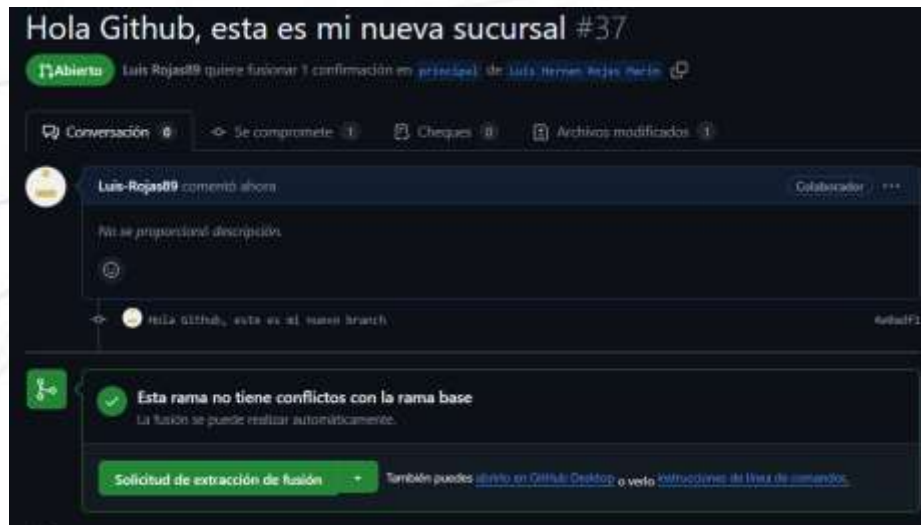 Hola Github, esta es mi nueva sucursal #37
Abierto Luis Rojas89 quiere fusionar 1 confirmación en principal de Luis Hernan Rojas Marin
Conversación 0 Se compromete 1 Cheques 0 Archivos modificados 1
Luis-Rojas89 comentó ahora Colaborador
No se proporcionó descripción.
Hola Github, esta es mi nuevo branch
Esta rama no tiene conflictos con la rama base
La fusión se puede realizar automáticamente.
Solicitud de extracción de fusión También puedes abrirlo en GitHub Desktop o verlo instrucciones de línea de comandos.